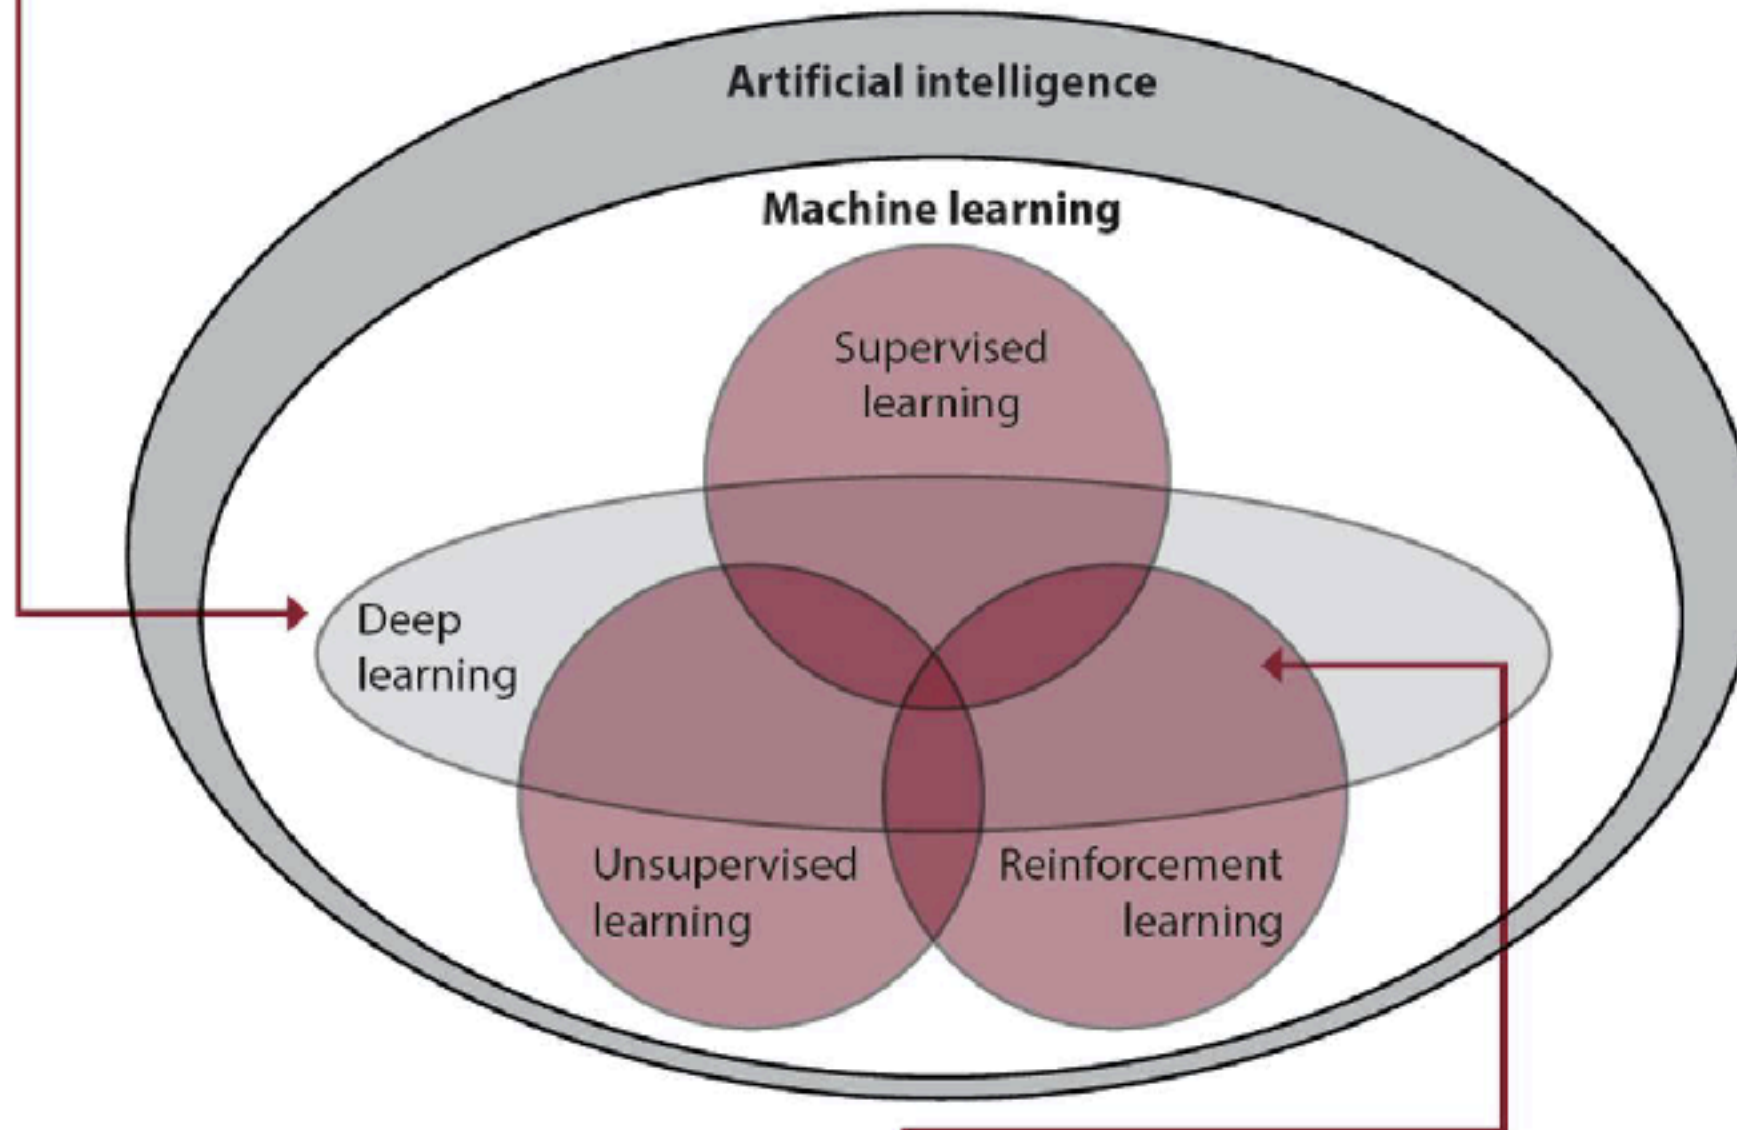 Artificial intelligence
Machine learning
Supervised
learning
Deep
learning
Unsupervised
learning
Reinforcement
learning